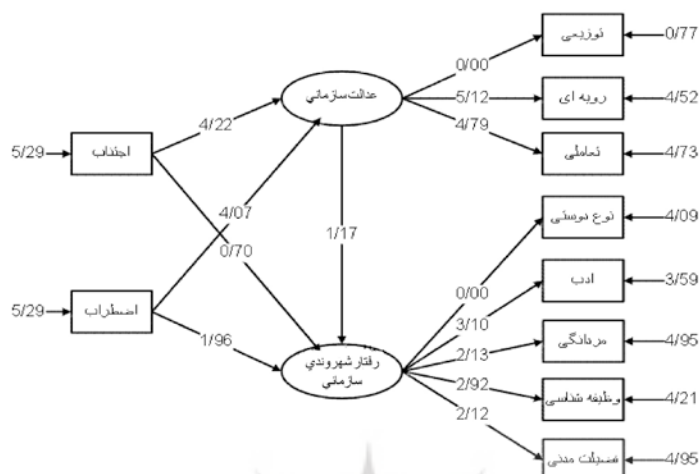 توزیعی
0/77
0/00
عدالت سازماني
رویه ای
4/52
5/12
4/22
4/79
تعاملی
4/73
5/29
اجتناب
4/07
نوع دوستی
4/09
1/17
0/70
ادب
3/59
0/00
5/29
اضطراب
3/10
1/96
مردانگی
4/95
2/13
رفتار شهروندي
سازماني
2/92
وظیفه شناسی
4/21
2/12
فضیلت مدنی
4/95